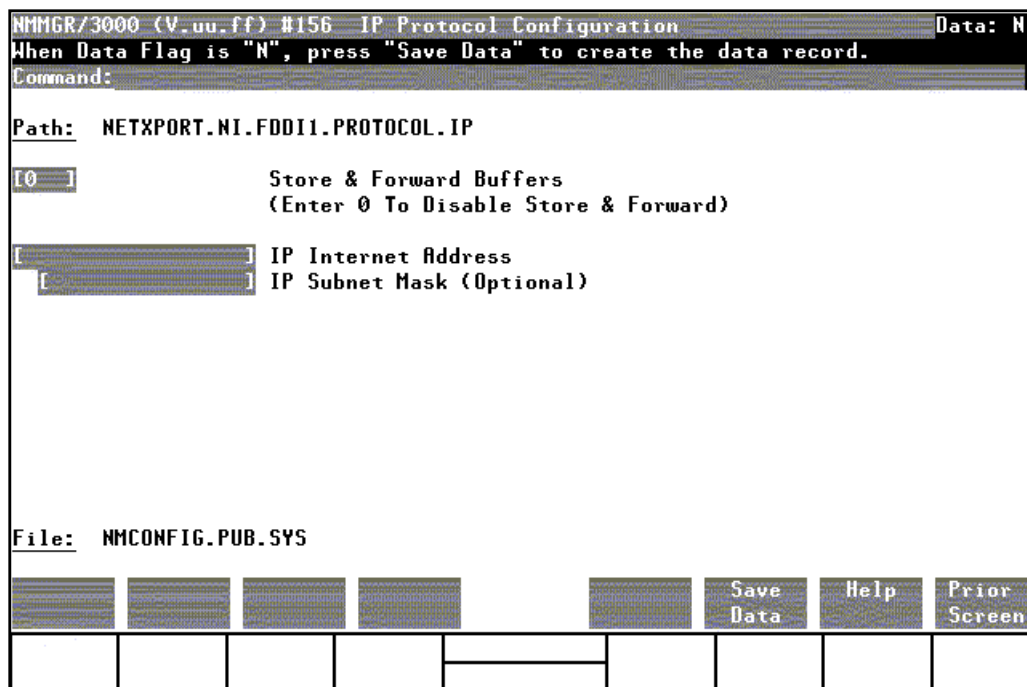 NMMGR/3000 (V.uu.ff) #156 IP Protocol Configuration Data: N
When Data Flag is "N", press "Save Data" to create the data record.
Command:
Path: NETXPORT.NI.FDDI1.PROTOCOL.IP
[0 ] Store & Forward Buffers
(Enter 0 To Disable Store & Forward)
[ ] IP Internet Address
[ ] IP Subnet Mask (Optional)
File: NMCONFIG.PUB.SYS
Save Data
Help
Prior Screen